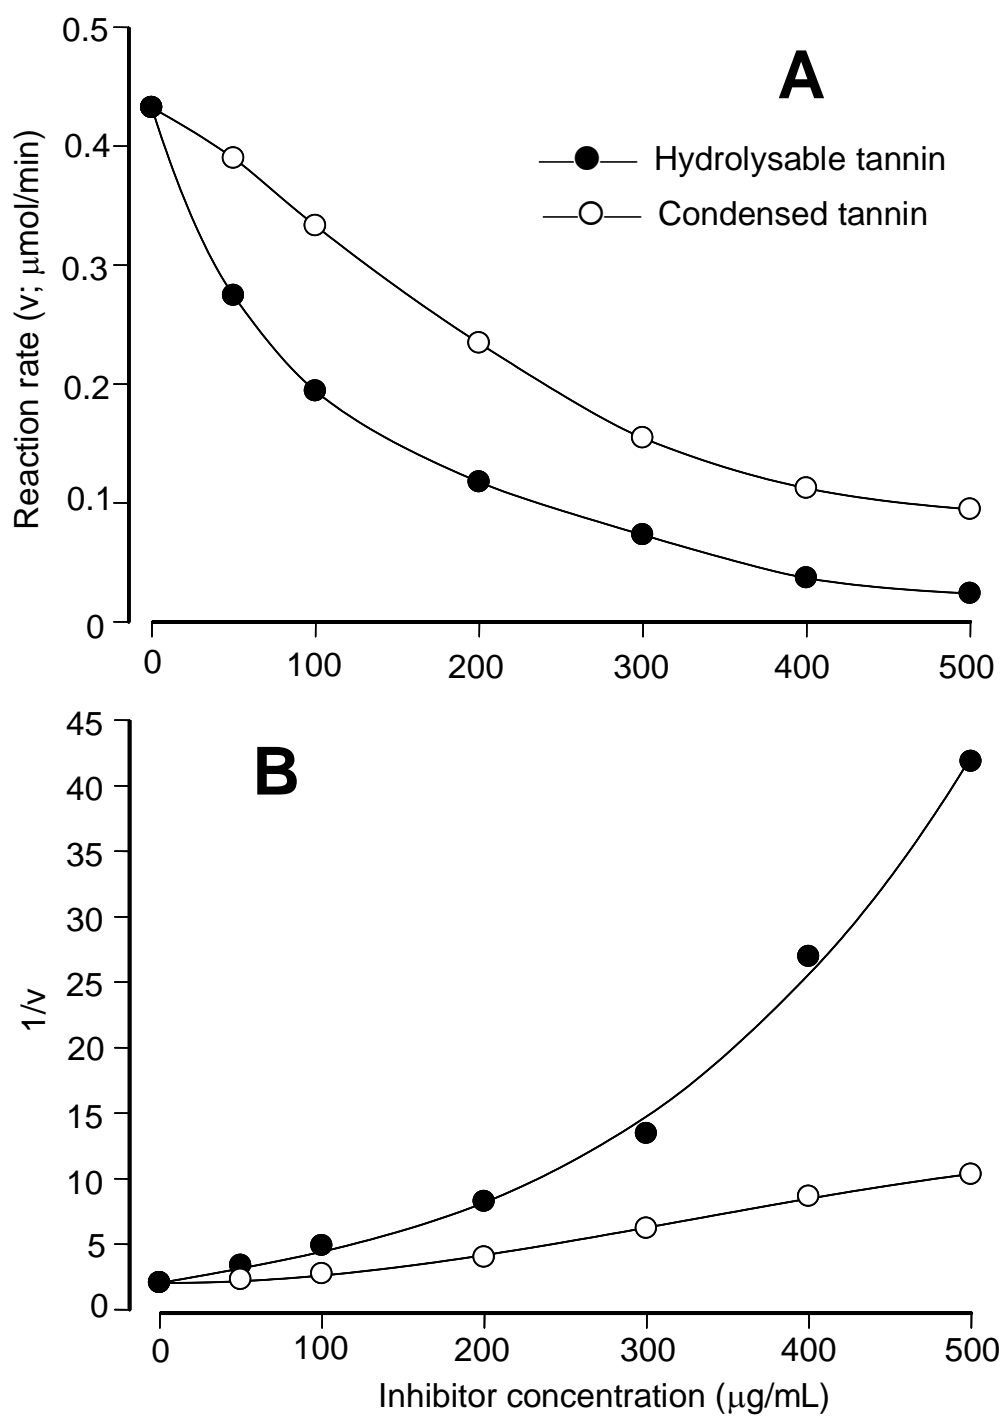 0.5
A
0.4
Hydrolysable tannin
Condensed tannin
0.3
0.2
0.1
0
Reaction rate (v; μmol/min)
0 100 200 300 400 500
45
B
40
35
30
25
20
15
10
5
0
1/v
0 100 200 300 400 500
Inhibitor concentration (μg/mL)